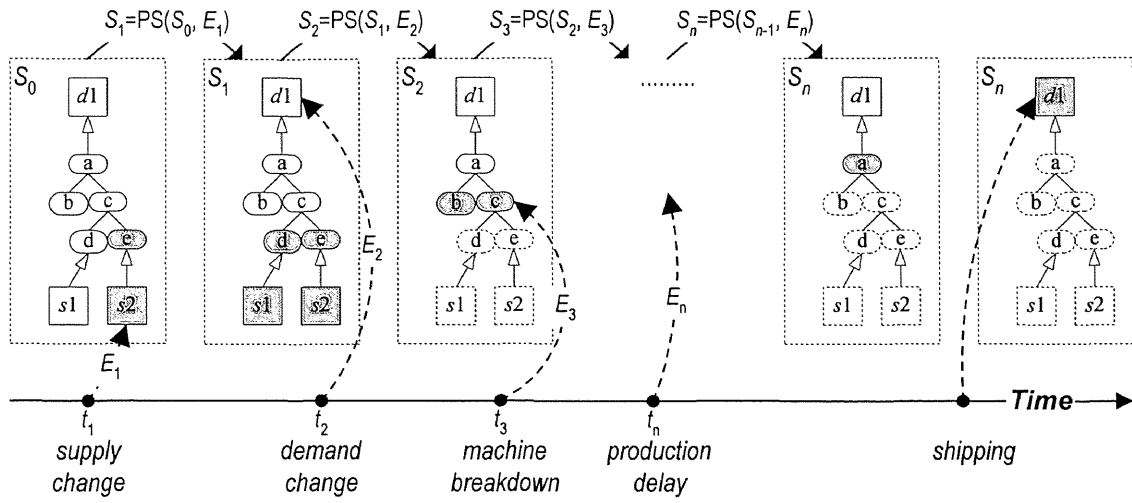 S1=PS(S0, E1) S2=PS(S1, E2) S3=PS(S2, E3) Sn=PS(Sn-1, En)
S0 S1 S2 Sn Sn
d1 d1 d1 ........ d1 d1
a a a a a
b c b c b c b c b c
d e d e d e d e d e
E2
s1 s2 s1 s2 s1 s2 E3 En s1 s2 s1 s2
E1
Time
t1 t2 t3 tn
supply demand machine production shipping
change change breakdown delay